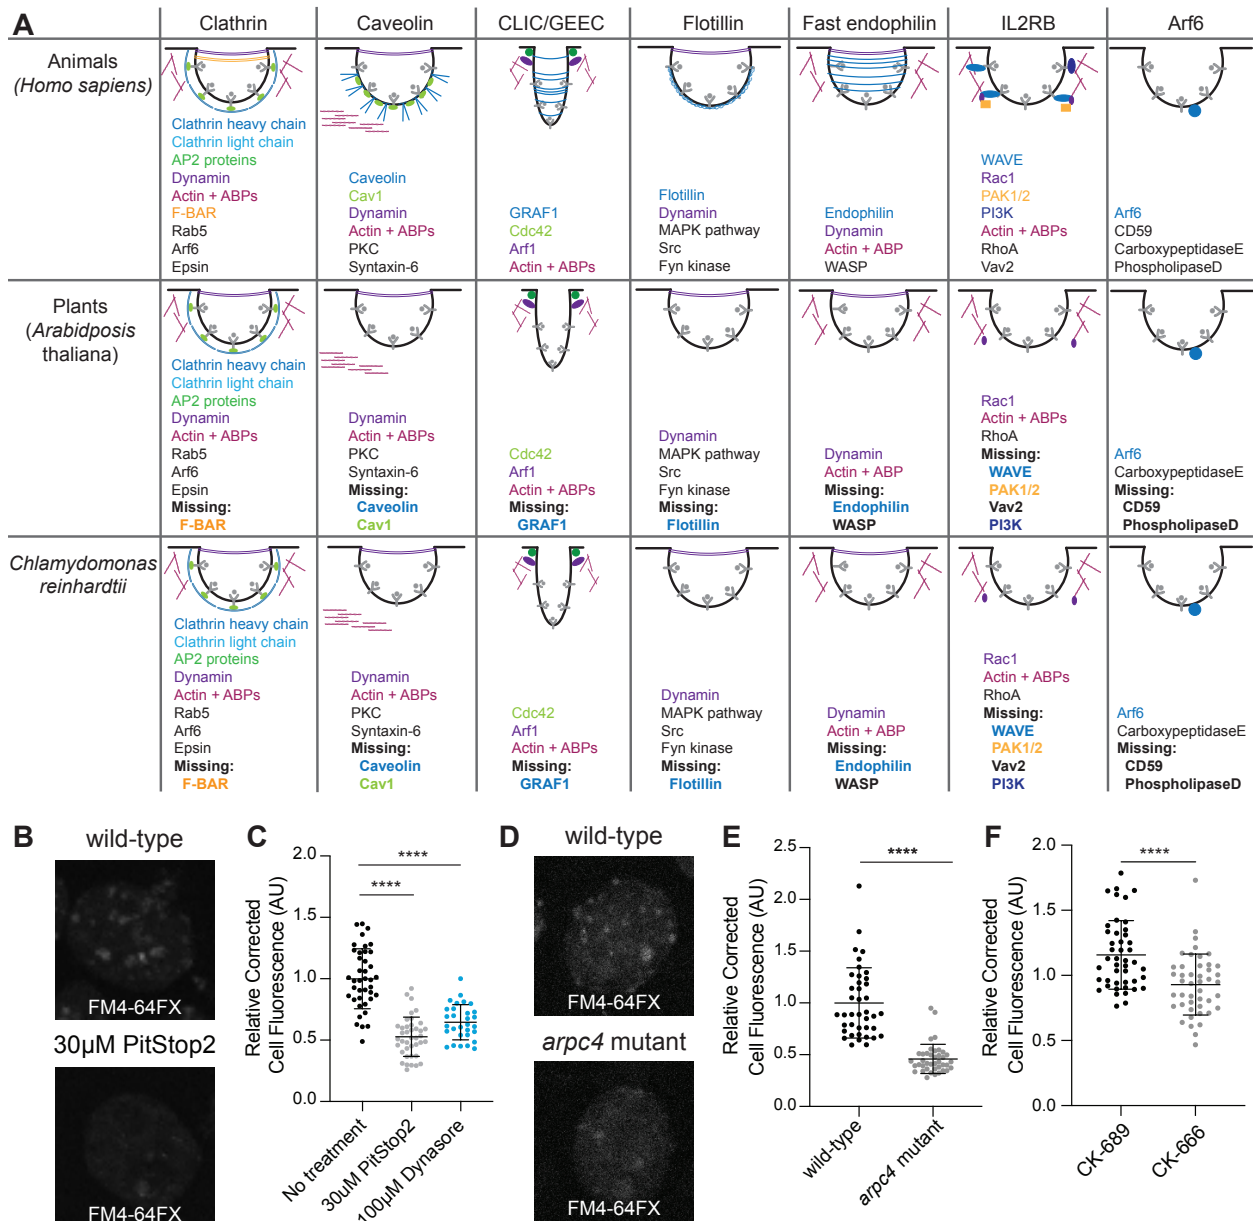 A
Clathrin
Caveolin
CLIC/GEEC
Flotillin
Fast endophilin
IL2RB
Arf6
Animals
(Homo sapiens)
Clathrin heavy chain
Clathrin light chain
AP2 proteins
Dynamin
Actin + ABPs
F-BAR
Rab5
Arf6
Epsin
Caveolin
Cav1
Dynamin
Actin + ABPs
PKC
Syntaxin-6
GRAF1
Cdc42
Arf1
Actin + ABPs
Flotillin
Dynamin
MAPK pathway
Src
Fyn kinase
Endophilin
Dynamin
Actin + ABP
WASP
WAVE
Rac1
PAK1/2
PI3K
Actin + ABPs
RhoA
Vav2
Arf6
CD59
CarboxypeptidaseE
PhospholipaseD
Plants
(Arabidposis
thaliana)
Clathrin heavy chain
Clathrin light chain
AP2 proteins
Dynamin
Actin + ABPs
Rab5
Arf6
Epsin
Missing:
F-BAR
Dynamin
Actin + ABPs
PKC
Syntaxin-6
Missing:
Caveolin
Cav1
Cdc42
Arf1
Actin + ABPs
Missing:
GRAF1
Dynamin
MAPK pathway
Src
Fyn kinase
Missing:
Flotillin
Dynamin
Actin + ABP
Missing:
Endophilin
WASP
Rac1
Actin + ABPs
RhoA
Missing:
WAVE
PAK1/2
Vav2
PI3K
Arf6
CarboxypeptidaseE
Missing:
CD59
PhospholipaseD
Chlamydomonas
reinhardtii
Clathrin heavy chain
Clathrin light chain
AP2 proteins
Dynamin
Actin + ABPs
Rab5
Arf6
Epsin
Missing:
F-BAR
Dynamin
Actin + ABPs
PKC
Syntaxin-6
Missing:
Caveolin
Cav1
Cdc42
Arf1
Actin + ABPs
Missing:
GRAF1
Dynamin
MAPK pathway
Src
Fyn kinase
Missing:
Flotillin
Dynamin
Actin + ABP
Missing:
Endophilin
WASP
Rac1
Actin + ABPs
RhoA
Missing:
WAVE
PAK1/2
Vav2
PI3K
Arf6
CarboxypeptidaseE
Missing:
CD59
PhospholipaseD
B
wild-type
FM4-64FX
30µM PitStop2
FM4-64FX
C
Relative Corrected
Cell Fluorescence (AU)
2.0
1.5
1.0
0.5
0.0
****
****
No treatment
30uM PitStop2
100µM Dynasore
D
wild-type
FM4-64FX
arpc4 mutant
FM4-64FX
E
Relative Corrected
Cell Fluorescence (AU)
2.5
2.0
1.5
1.0
0.5
0.0
****
wild-type
arpc4 mutant
F
Relative Corrected
Cell Fluorescence (AU)
2.0
1.5
1.0
0.5
0.0
****
CK-689
CK-666